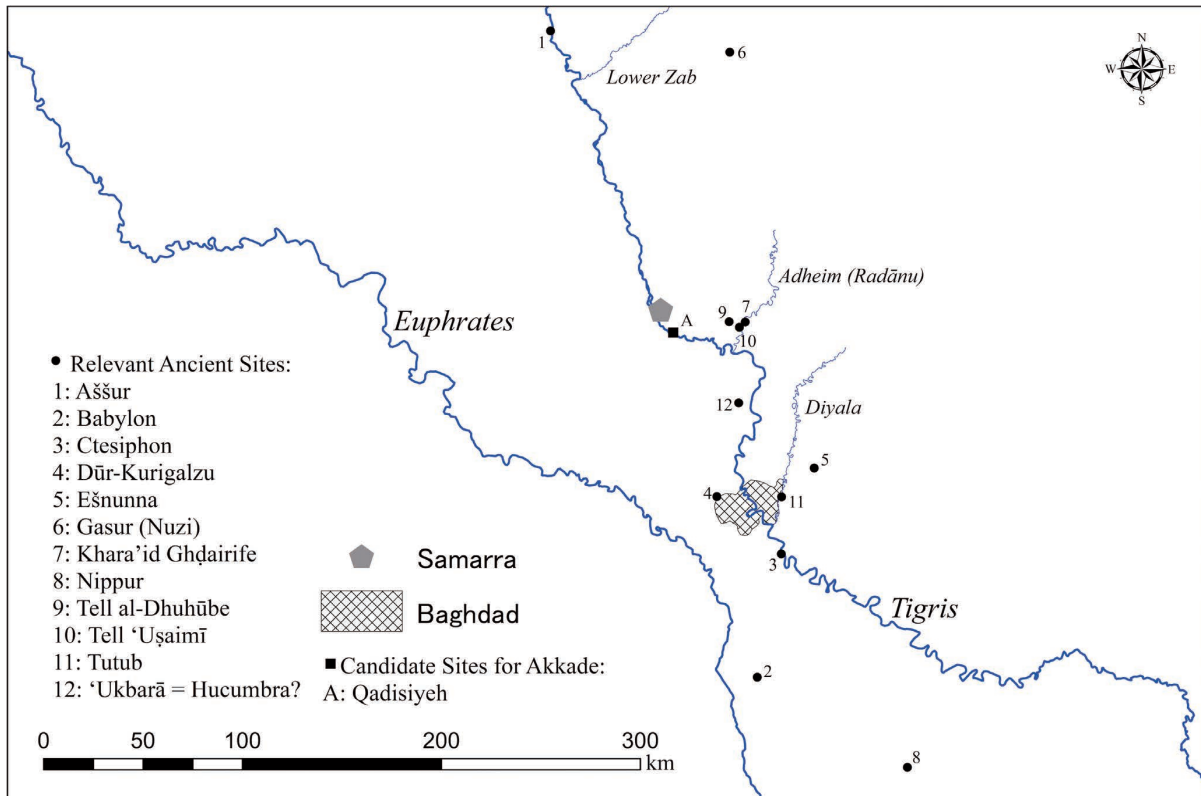 N
W
E
S
1
6
Lower Zab
Adheim (Radānu)
9
7
A
10
Euphrates
12
Diyala
5
4
11
3
Tigris
2
8
Relevant Ancient Sites:
1: Aššur
2: Babylon
3: Ctesiphon
4: Dūr-Kurigalzu
5: Ešnunna
6: Gasur (Nuzi)
7: Khara’id Ghḍairife
8: Nippur
9: Tell al-Dhuhūbe
10: Tell ‘Uṣaimī
11: Tutub
12: ‘Ukbarā = Hucumbra?
Samarra
Baghdad
Candidate Sites for Akkade:
A: Qadisiyeh
0 50 100 200 300
km